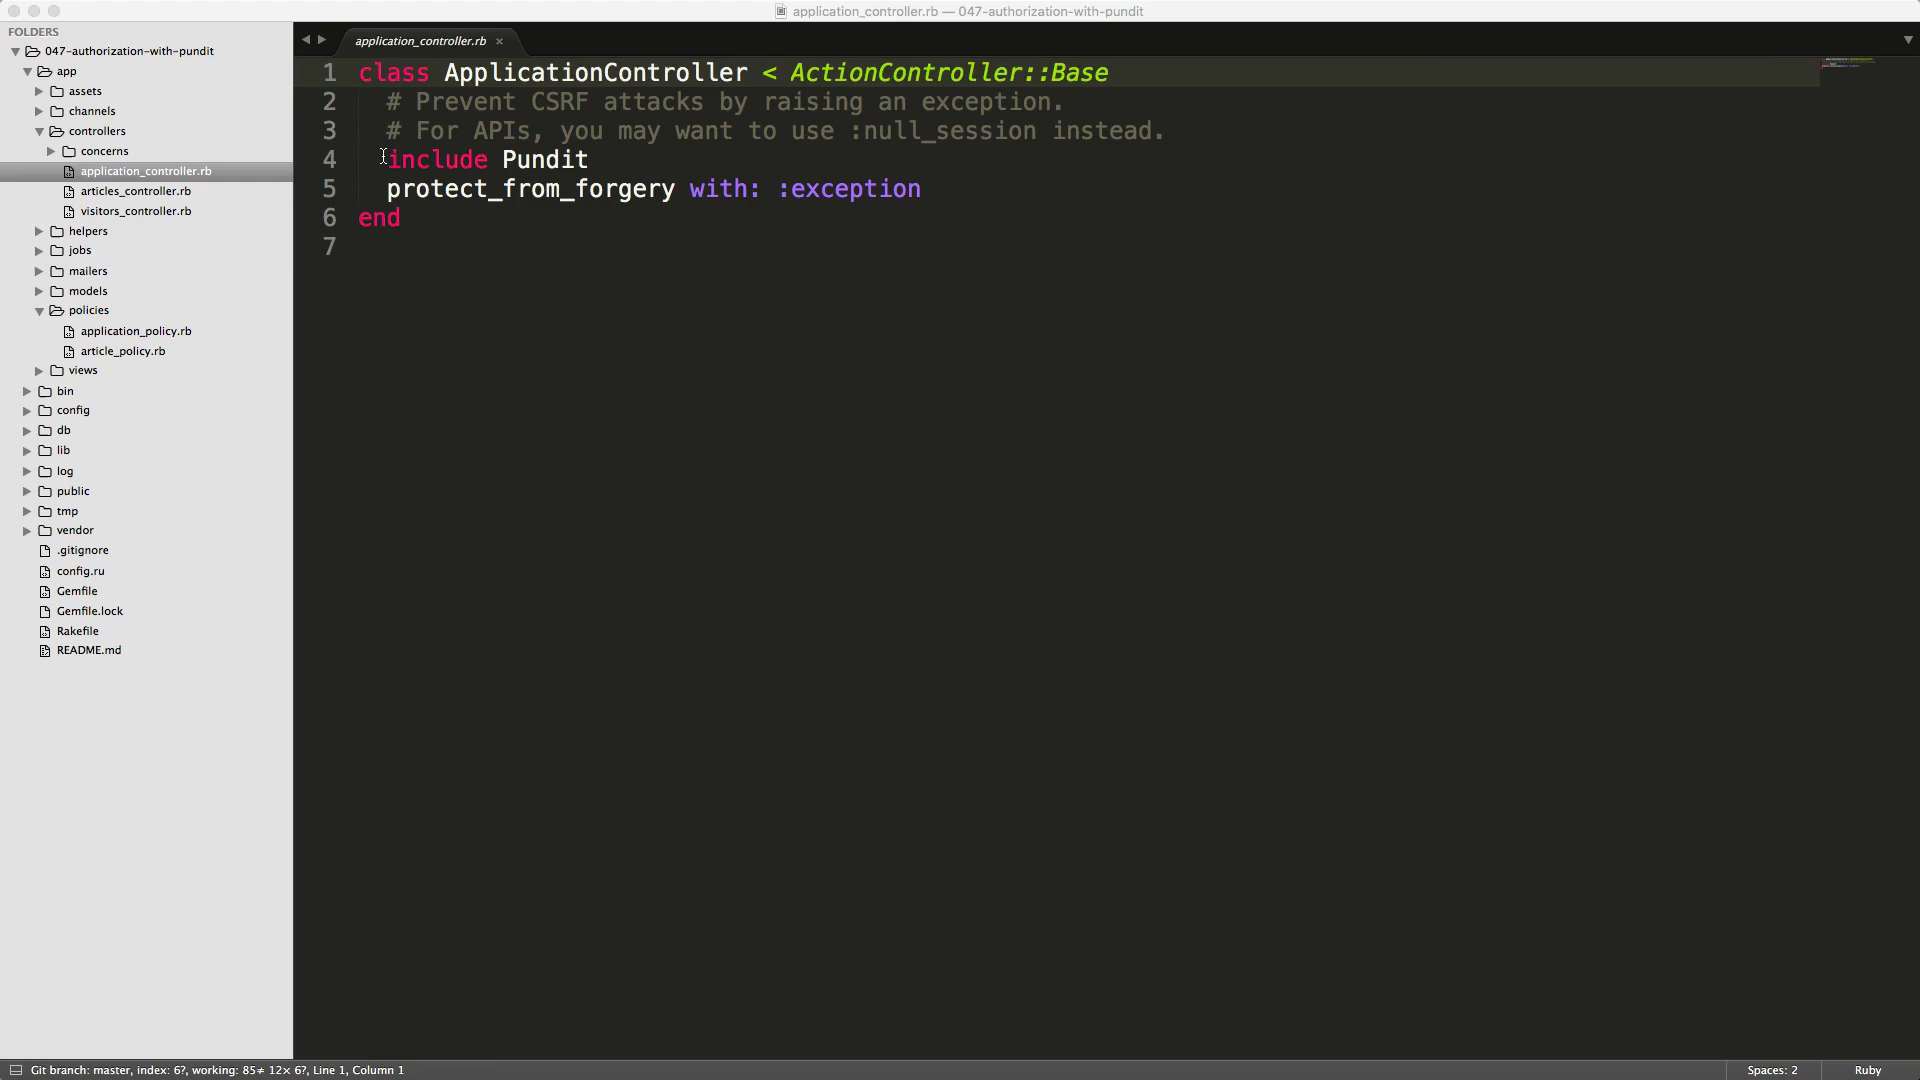 application_controller.rb — 047-authorization-with-pundit
FOLDERS
047-authorization-with-pundit
app
assets
channels
controllers
concerns
application_controller.rb
articles_controller.rb
visitors_controller.rb
helpers
jobs
mailers
models
policies
application_policy.rb
article_policy.rb
views
bin
config
db
lib
log
public
tmp
vendor
.gitignore
config.ru
Gemfile
Gemfile.lock
Rakefile
README.md
application_controller.rb ×
1 class ApplicationController < ActionController::Base
2 # Prevent CSRF attacks by raising an exception.
3 # For APIs, you may want to use :null_session instead.
4 include Pundit
5 protect_from_forgery with: :exception
6 end
7
Git branch: master, index: 6?, working: 85≠ 12× 6?, Line 1, Column 1
Spaces: 2
Ruby